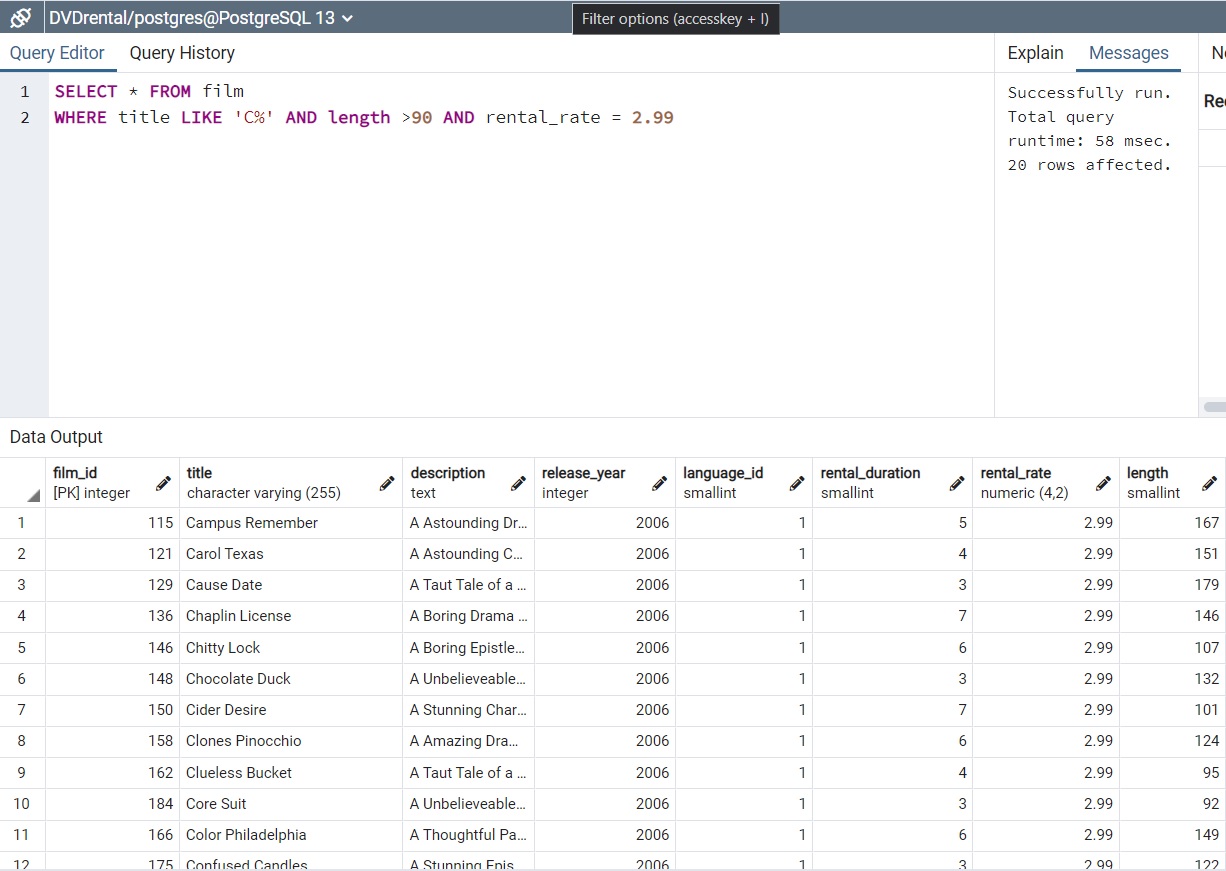 DVDrental/postgres@PostgreSQL 13
Filter options (accesskey + I)
Query Editor Query History
Explain Messages
1 SELECT * FROM film
2 WHERE title LIKE 'C%' AND length >90 AND rental_rate = 2.99
Successfully run.
Total query
runtime: 58 msec.
20 rows affected.
Data Output
film_id title description release_year language_id rental_duration rental_rate length
[PK] integer character varying (255) text integer smallint smallint numeric (4,2) smallint
1 115 Campus Remember A Astounding Dr... 2006 1 5 2.99 167
2 121 Carol Texas A Astounding C... 2006 1 4 2.99 151
3 129 Cause Date A Taut Tale of a ... 2006 1 3 2.99 179
4 136 Chaplin License A Boring Drama ... 2006 1 7 2.99 146
5 146 Chitty Lock A Boring Epistle... 2006 1 6 2.99 107
6 148 Chocolate Duck A Unbelieveable... 2006 1 3 2.99 132
7 150 Cider Desire A Stunning Char... 2006 1 7 2.99 101
8 158 Clones Pinocchio A Amazing Dra... 2006 1 6 2.99 124
9 162 Clueless Bucket A Taut Tale of a ... 2006 1 4 2.99 95
10 184 Core Suit A Unbelieveable... 2006 1 3 2.99 92
11 166 Color Philadelphia A Thoughtful Pa... 2006 1 6 2.99 149
12 175 Confused Candles A Stunning Epis... 2006 1 3 2.99 122